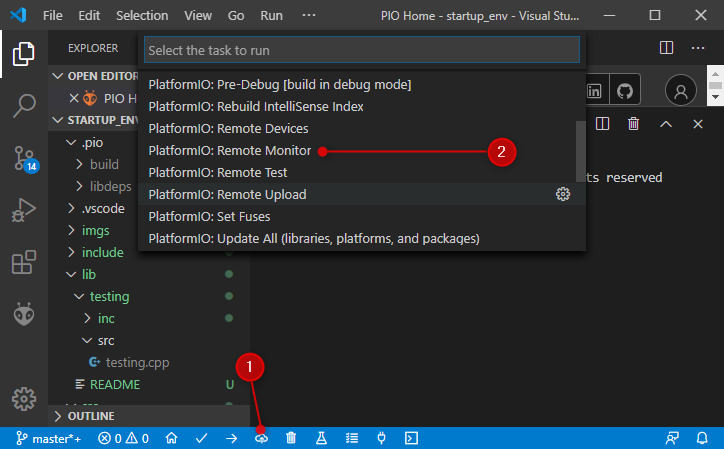 File Edit View Go Run ... PIO Home - startup_env - Visual Stu...
EXPLORER
Select the task to run
OPEN EDITOR
PIO H
STARTUP_ENV
.pio
build
libdeps
.vscode
imgs
include
lib
testing
inc
src
testing.cpp
README U
OUTLINE
14
PlatformIO: Pre-Debug [build in debug mode]
PlatformIO: Rebuild IntelliSense Index
PlatformIO: Remote Devices
PlatformIO: Remote Monitor
PlatformIO: Remote Test
PlatformIO: Remote Upload
PlatformIO: Set Fuses
PlatformIO: Update All (libraries, platforms, and packages)
2
in
ts reserved
1
master*+ 0 0